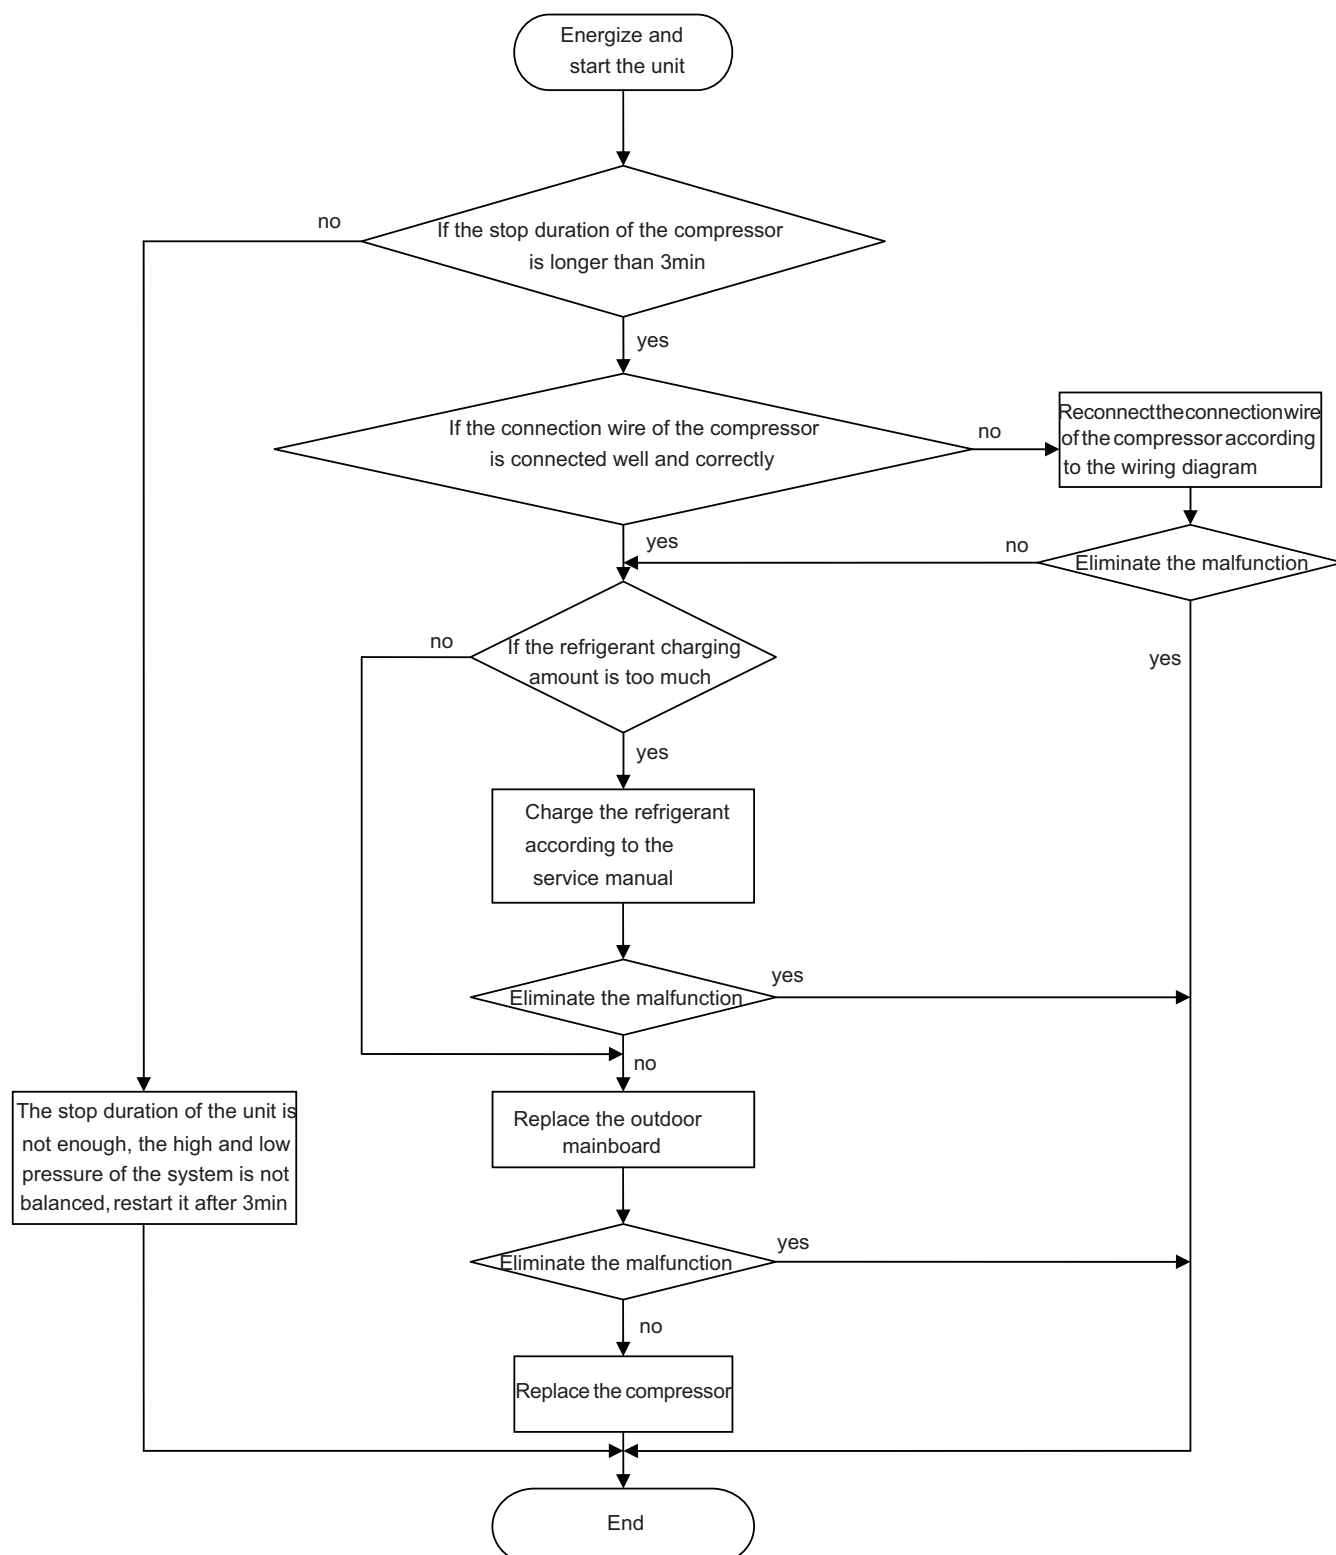 Energize and
start the unit
no
If the stop duration of the compressor
is longer than 3min
yes
If the connection wire of the compressor
is connected well and correctly
no
Reconnect the connection wire
of the compressor according
to the wiring diagram
yes
no
Eliminate the malfunction
no
If the refrigerant charging
amount is too much
yes
yes
Charge the refrigerant
according to the
service manual
Eliminate the malfunction
yes
no
The stop duration of the unit is
not enough, the high and low
pressure of the system is not
balanced, restart it after 3min
Replace the outdoor
mainboard
Eliminate the malfunction
yes
no
Replace the compressor
End